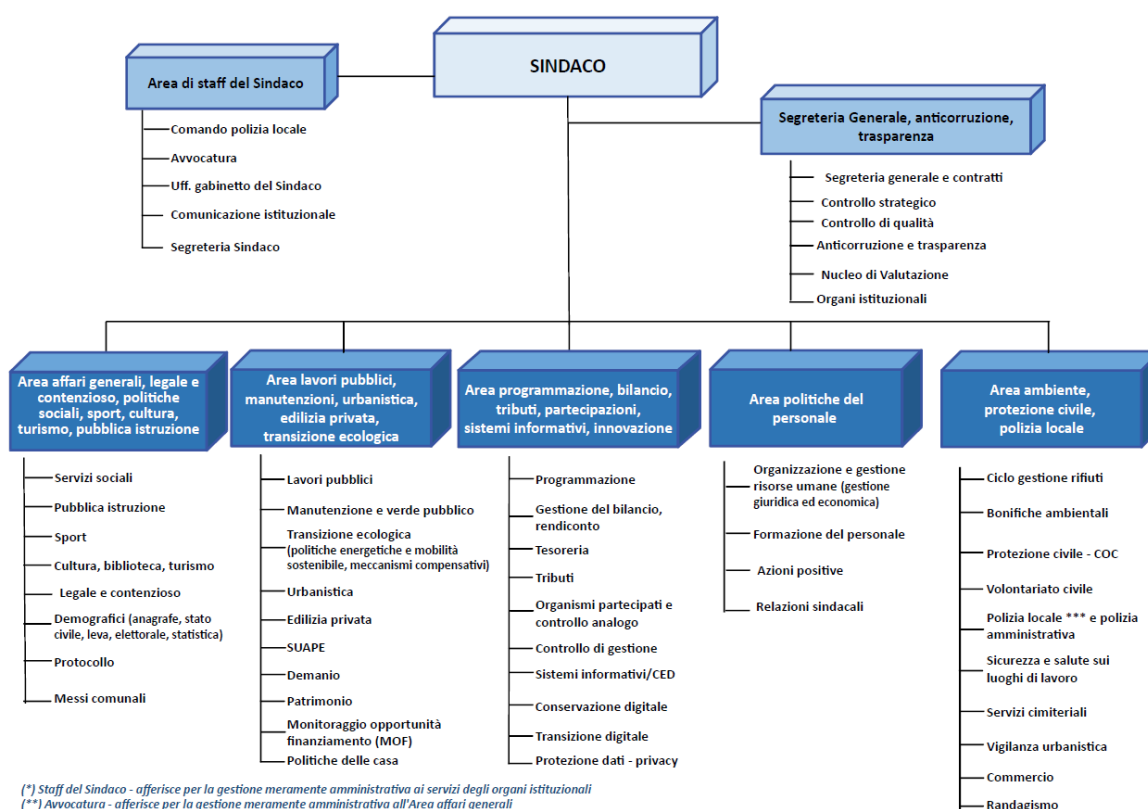 SINDACO
Area di staff del Sindaco
Comando polizia locale
Avvocatura
Uff. gabinetto del Sindaco
Comunicazione istituzionale
Segreteria Sindaco
Segreteria Generale, anticorruzione,
trasparenza
Segreteria generale e contratti
Controllo strategico
Controllo di qualità
Anticorruzione e trasparenza
Nucleo di Valutazione
Organi istituzionali
Area affari generali, legale e
contenzioso, politiche
sociali, sport, cultura,
turismo, pubblica istruzione
Servizi sociali
Pubblica istruzione
Sport
Cultura, biblioteca, turismo
Legale e contenzioso
Demografici (anagrafe, stato
civile, leva, elettorale, statistica)
Protocollo
Messi comunali
Area lavori pubblici,
manutenzioni, urbanistica,
edilizia privata,
transizione ecologica
Lavori pubblici
Manutenzione e verde pubblico
Transizione ecologica
(politiche energetiche e mobilità
sostenibile, meccanismi compensativi)
Urbanistica
Edilizia privata
SUAPE
Demanio
Patrimonio
Monitoraggio opportunità
finanziamento (MOF)
Politiche delle casa
Area programmazione, bilancio,
tributi, partecipazioni,
sistemi informativi, innovazione
Programmazione
Gestione del bilancio,
rendiconto
Tesoreria
Tributi
Organismi partecipati e
controllo analogo
Controllo di gestione
Sistemi informativi/CED
Conservazione digitale
Transizione digitale
Protezione dati - privacy
Area politiche del
personale
Organizzazione e gestione
risorse umane (gestione
giuridica ed economica)
Formazione del personale
Azioni positive
Relazioni sindacali
Area ambiente,
protezione civile,
polizia locale
Ciclo gestione rifiuti
Bonifiche ambientali
Protezione civile - COC
Volontariato civile
Polizia locale *** e polizia
amministrativa
Sicurezza e salute sui
luoghi di lavoro
Servizi cimiteriali
Vigilanza urbanistica
Commercio
Randagismo
(*) Staff del Sindaco - afferisce per la gestione meramente amministrativa ai servizi degli organi istituzionali
(**) Avvocatura - afferisce per la gestione meramente amministrativa all'Area affari generali